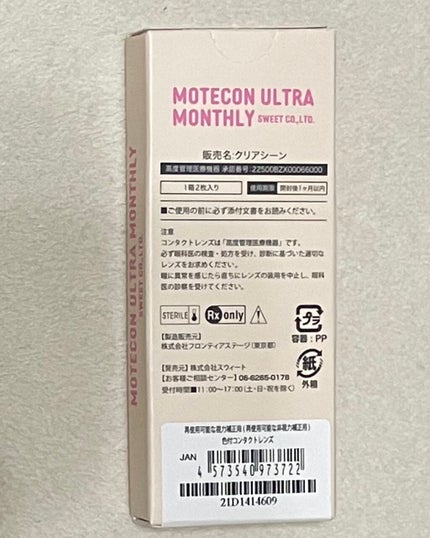 MOTECON ULTRA
MONTHLY SWEET CO.,LTD.
販売名:クリアシーン
高度管理医療機器 承認番号:22500BZX00066000
1箱2枚入り 使用期限 開封後1ヶ月以内
■ご使用の前に必ず添付文書をお読みください。
注意
コンタクトレンズは「高度管理医療機器」です。
必ず眼科医の検査・処方を受け、診断に基づいた適切な
レンズをお求めください。
眼に異常を感じたら直ちにレンズの装用を中止し、眼科
医の診察を受けてください。
STERILE Rx only
プラ
容器:PP
【製造販売元】
株式会社フロンティアステージ(東京都)
紙
外箱
【発売元】株式会社スウィート
【お客様ご相談センター】06-6265-0178
受付時間■11:00〜17:00(土・日・祝を除く)
再使用可能な視力補正用(再使用可能な非視力補正用)
色付コンタクトレンズ
JAN
4 573540 973722
21D1414609
MOTECON ULTRA MONTHLY
SWEET CO.,LTD.